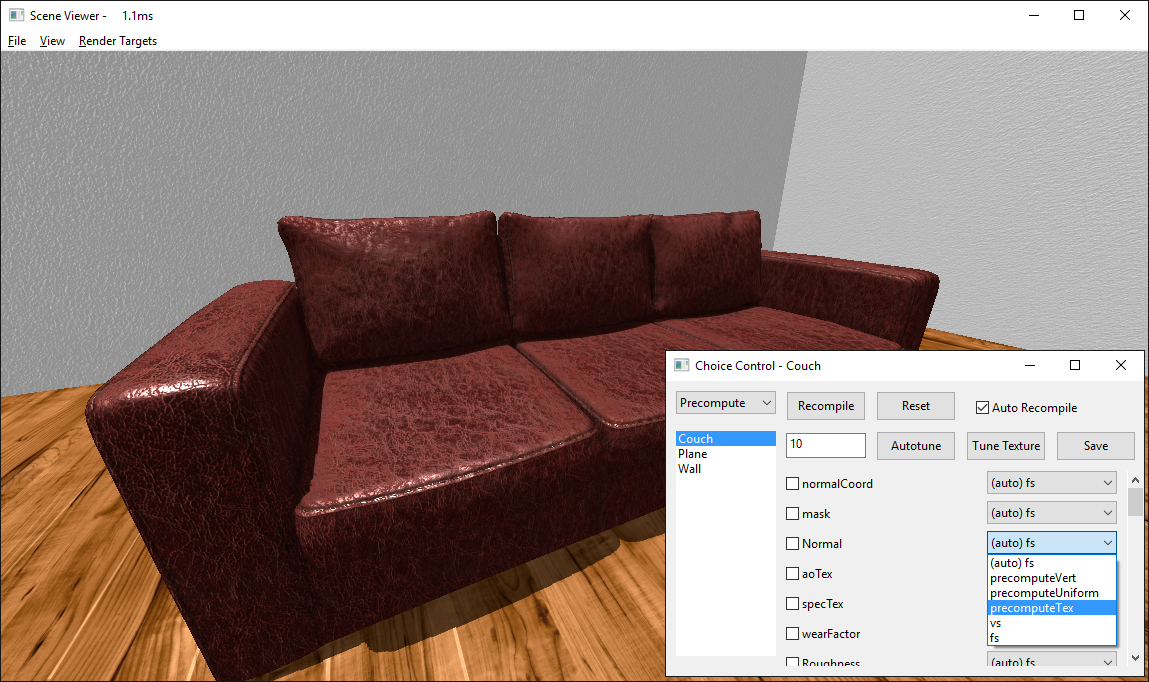 Scene Viewer -    1.1ms
File View Render Targets
Choice Control - Couch
Precompute Recompile Reset Auto Recompile
Couch 10 Autotune Tune Texture Save
Plane
Wall
normalCoord (auto) fs
mask (auto) fs
Normal (auto) fs
(auto) fs
aoTex precomputeVert
precomputeUniform
specTex precomputeTex
vs
wearFactor fs
Roughness (auto) fs